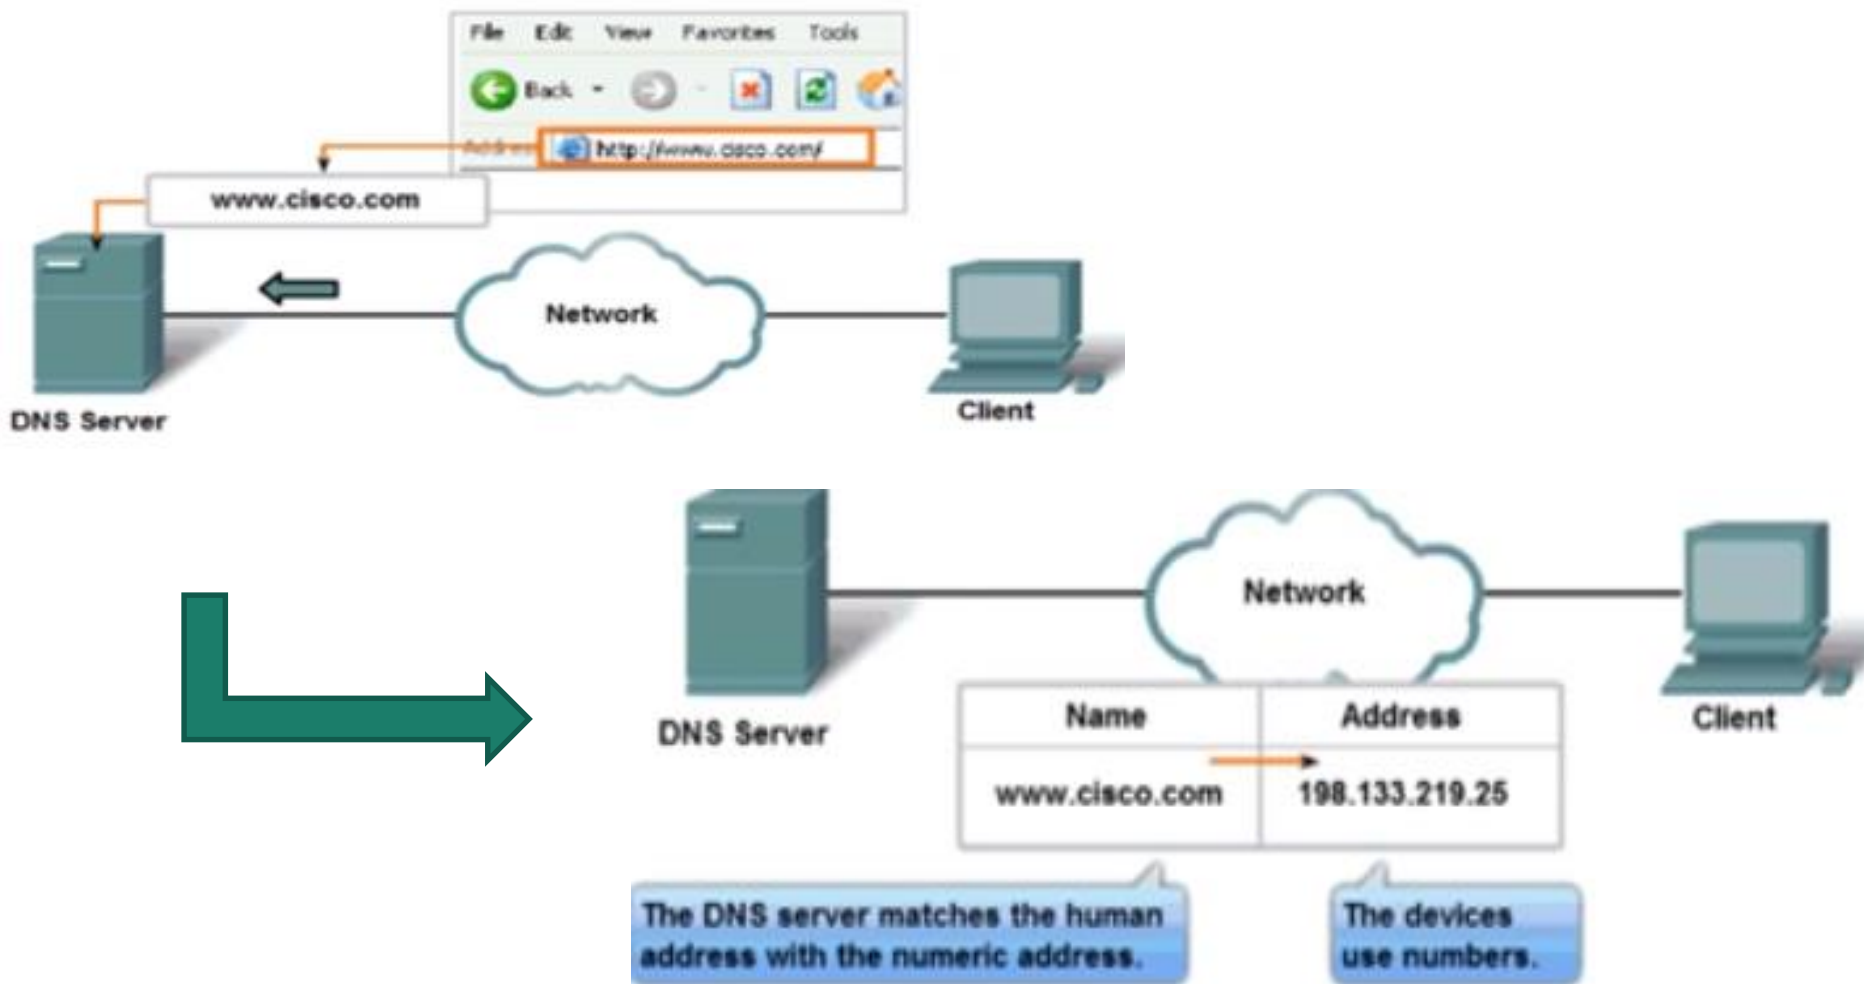 File Edit View Favorites Tools
Back
Address http://www.cisco.com/
www.cisco.com
Network
DNS Server
Client
Network
DNS Server
Client
Name Address
www.cisco.com 198.133.219.25
The DNS server matches the human
address with the numeric address.
The devices
use numbers.